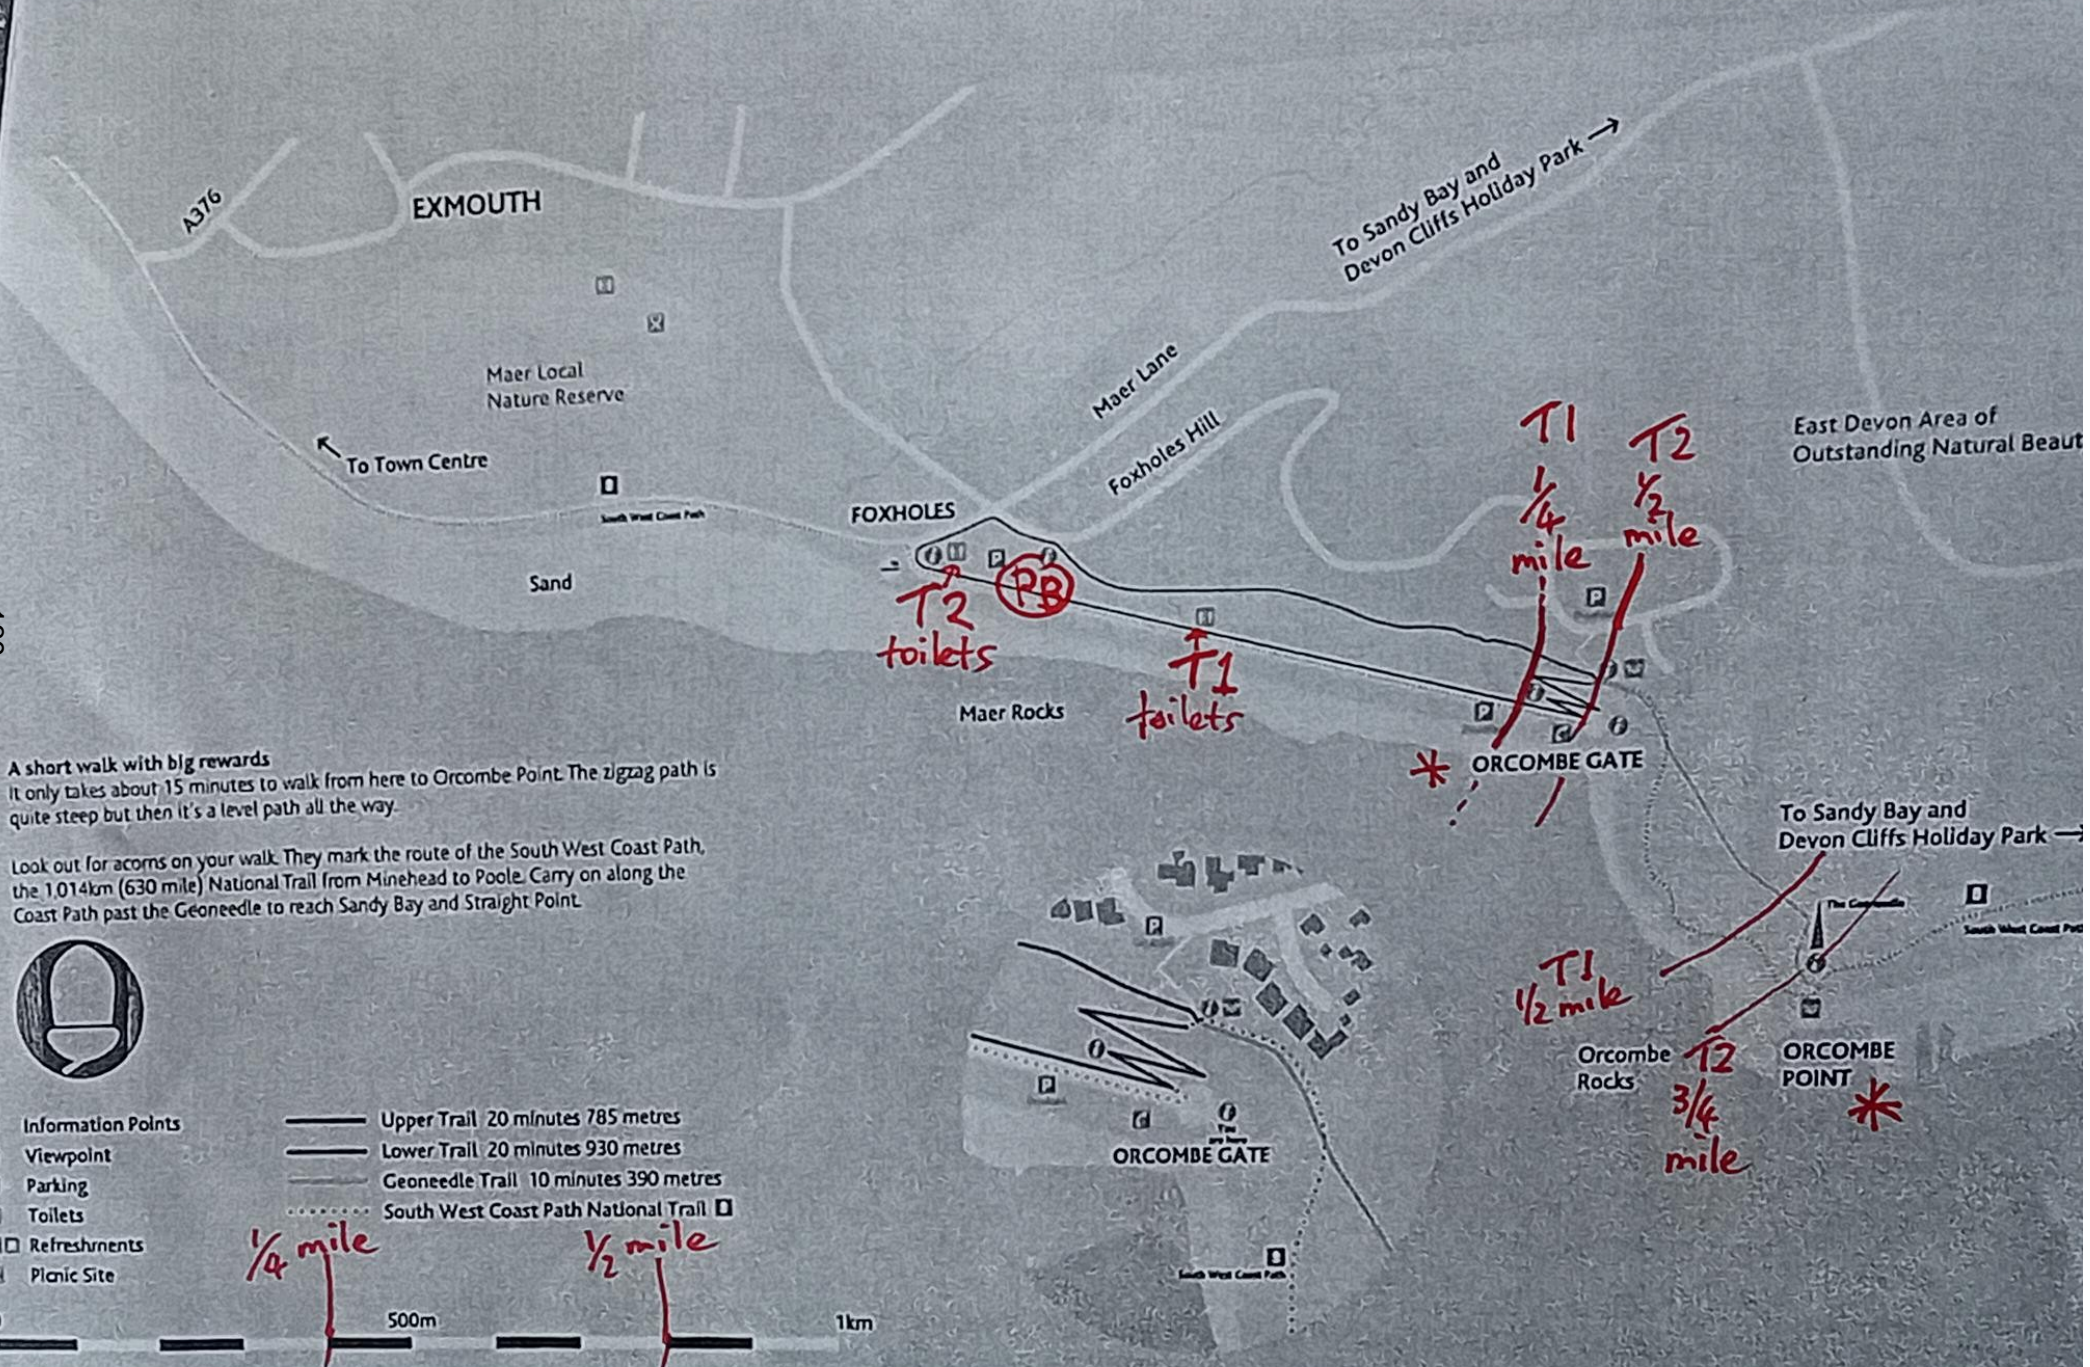 A376
EXMOUTH
To Sandy Bay and
Devon Cliffs Holiday Park
Maer Local
Nature Reserve
To Town Centre
South West Coast Path
Maer Lane
Foxholes Hill
FOXHOLES
Sand
P
PB
T2
toilets
T1
toilets
Maer Rocks
T1
1/4
mile
T2
1/2
mile
East Devon Area of
Outstanding Natural Beaut
P
P
* ORCOMBE GATE
To Sandy Bay and
Devon Cliffs Holiday Park
South West Coast Pat
T1
1/2 mile
Orcombe
Rocks
T2
3/4
mile
ORCOMBE
POINT
*
A short walk with big rewards
It only takes about 15 minutes to walk from here to Orcombe Point. The zigzag path is
quite steep but then it's a level path all the way.
Look out for acorns on your walk. They mark the route of the South West Coast Path,
the 1,014km (630 mile) National Trail from Minehead to Poole. Carry on along the
Coast Path past the Geoneedle to reach Sandy Bay and Straight Point.
P
P
You
are here
ORCOMBE GATE
South West Coast Path
Information Points
Viewpoint
Parking
Toilets
Refreshments
Picnic Site
Upper Trail 20 minutes 785 metres
Lower Trail 20 minutes 930 metres
Geoneedle Trail 10 minutes 390 metres
South West Coast Path National Trail
1/4 mile
1/2 mile
500m
1km